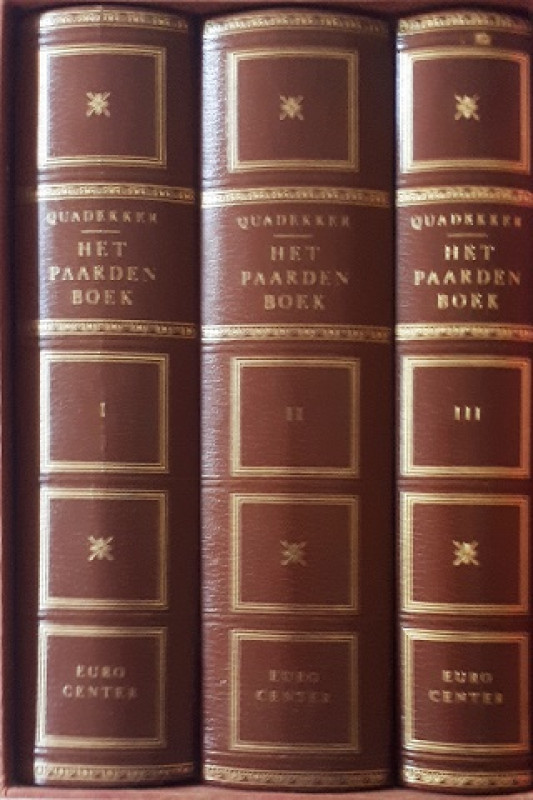 QUADEKKER
HET
PAARDEN
BOEK
I
EURO
CENTER
QUADEKKER
HET
PAARDEN
BOEK
II
EURO
CENTER
QUADEKKER
HET
PAARDEN
BOEK
III
EURO
CENTER